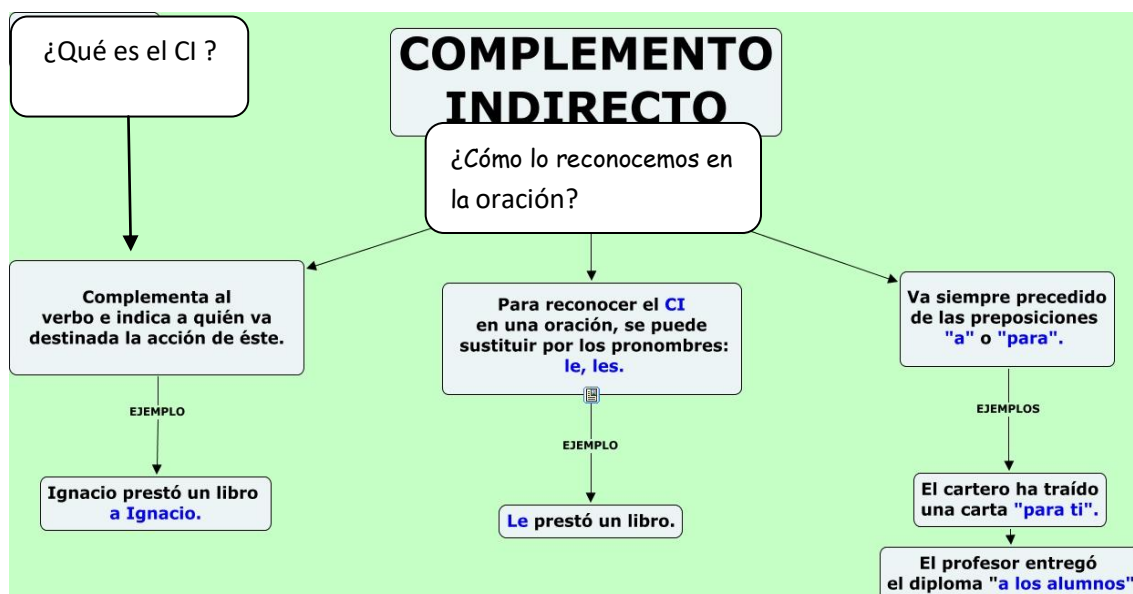 ¿Qué es el CI ?
COMPLEMENTO
INDIRECTO
¿Cómo lo reconocemos en
la oración?
Complementa al
verbo e indica a quién va
destinada la acción de éste.
EJEMPLO
Ignacio prestó un libro
a Ignacio.
Para reconocer el CI
en una oración, se puede
sustituir por los pronombres:
le, les.
EJEMPLO
Le prestó un libro.
Va siempre precedido
de las preposiciones
"a" o "para".
EJEMPLOS
El cartero ha traído
una carta "para ti".
El profesor entregó
el diploma "a los alumnos"